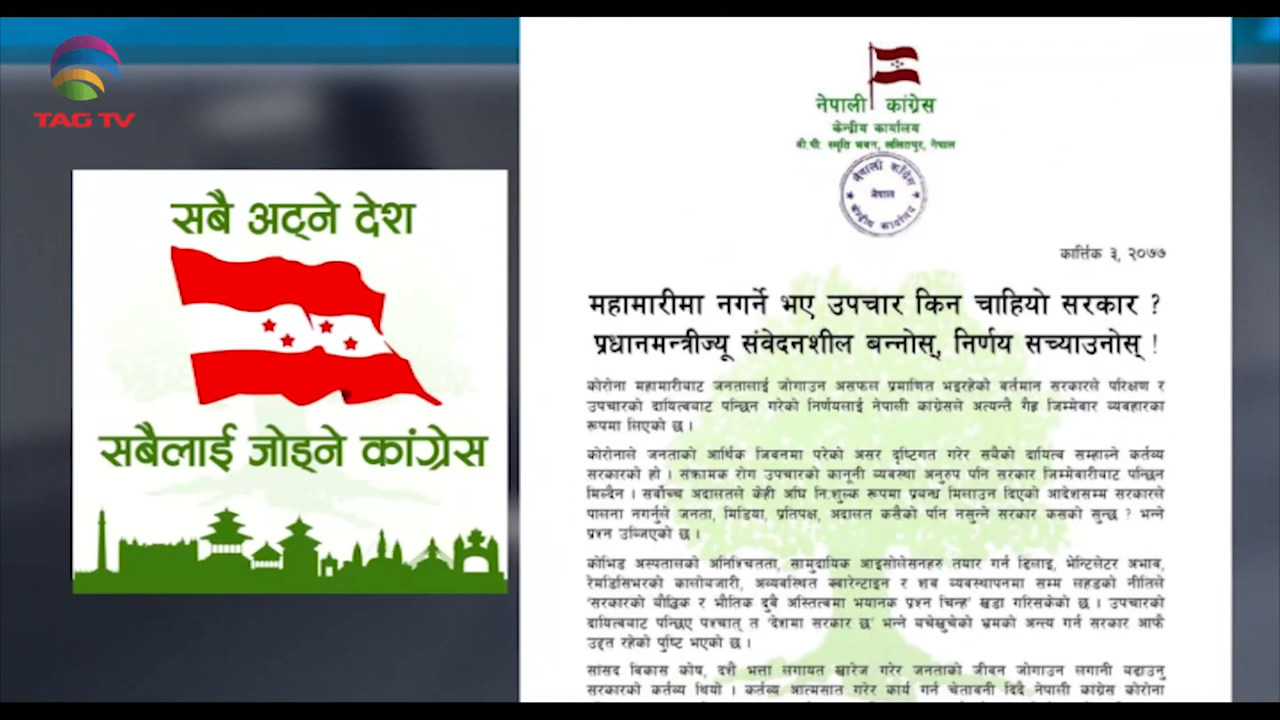 TAG TV
सबै अट्ने देश
सबैलाई जोड्ने कांग्रेस
नेपाली कांग्रेस
केन्द्रीय कार्यालय
बी.पी. स्मृति भवन, ललितपुर, नेपाल
नेपाली कांग्रेस
नेपाल
केन्द्रीय कार्यालय
कार्त्तिक ३, २०७७
महामारीमा नगर्ने भए उपचार किन चाहियो सरकार ?
प्रधानमन्त्रीज्यू संवेदनशील बन्नोस्, निर्णय सच्याउनोस् !
कोरोना महामारीबाट जनतालाई जोगाउन असफल प्रमाणित भइरहेको बर्तमान सरकारले परिक्षण र
उपचारको दायित्वबाट पन्छिन गरेको निर्णयलाई नेपाली कांग्रेसले अत्यन्तै गैह्र जिम्मेबार ब्यवहारका
रूपमा लिएको छ ।
कोरोनाले जनताको आर्थिक जिबनमा परेको असर दृष्टिगत गरेर सबैको दायित्व सम्हाल्ने कर्तव्य
सरकारको हो । संक्रामक रोग उपचारको कानूनी ब्यवस्था अनुरुप पनि सरकार जिम्मेबारीबाट पन्छिन
मिल्दैन । सर्वोच्च अदालतले केही अघि नि:शुल्क रूपमा प्रबन्ध मिलाउन दिएको आदेशसम्म सरकारले
पालना नगर्नुले जनता, मिडिया, प्रतिपक्ष, अदालत कसैको पनि नसुन्ने सरकार कसको सुन्छ ? भन्ने
प्रश्न उब्जिएको छ ।
कोभिड अस्पतालको अनिश्चितता, सामुदायिक आइसोलेसनहरु तयार गर्न ढिलाइ, भेन्टिलेटर अभाव,
रेमडिसिभरको कालोबजारी, अब्यवस्थित क्वारेन्टाइन र शब ब्यवस्थापनमा सम्म लहडको नीतिले
'सरकारको बौद्धिक र भौतिक दुबै अस्तित्वमा भयानक प्रश्न चिन्ह' खडा गरिसकेको छ । उपचारको
दायित्वबाट पन्छिए पश्चात् त 'देशमा सरकार छ' भन्ने बचेखुचेको भ्रमको अन्त्य गर्न सरकार आफै
उद्दत रहेको पुष्टि भएको छ ।
सांसद बिकास कोष, दशै भत्ता लगायत खारेज गरेर जनताको जीवन जोगाउन लगानी बढाउनु
सरकारको कर्तव्य थियो । कर्तव्य आत्मसात गरेर कार्य गर्न चेतावनी दिदै नेपाली कांग्रेस कोरोना